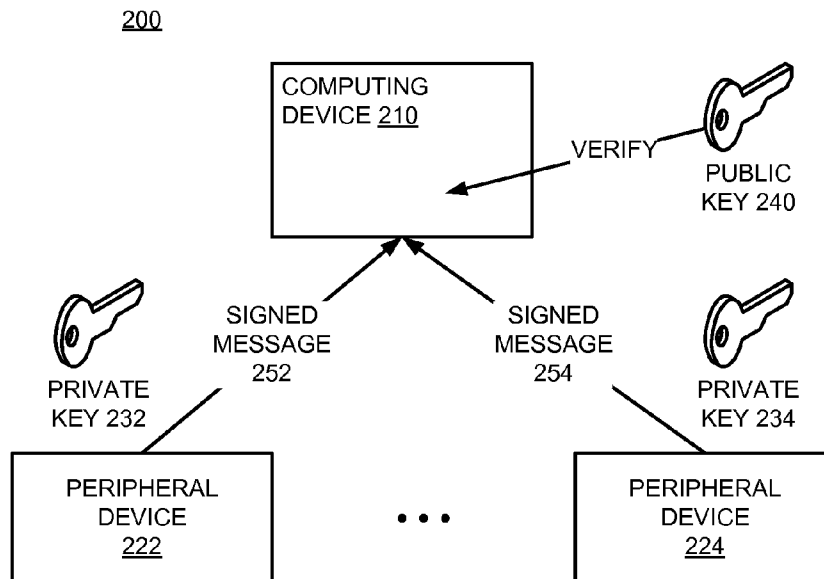 200
COMPUTING
DEVICE 210
VERIFY
PUBLIC
KEY 240
SIGNED
MESSAGE
252
SIGNED
MESSAGE
254
PRIVATE
KEY 232
PRIVATE
KEY 234
PERIPHERAL
DEVICE
222
...
PERIPHERAL
DEVICE
224